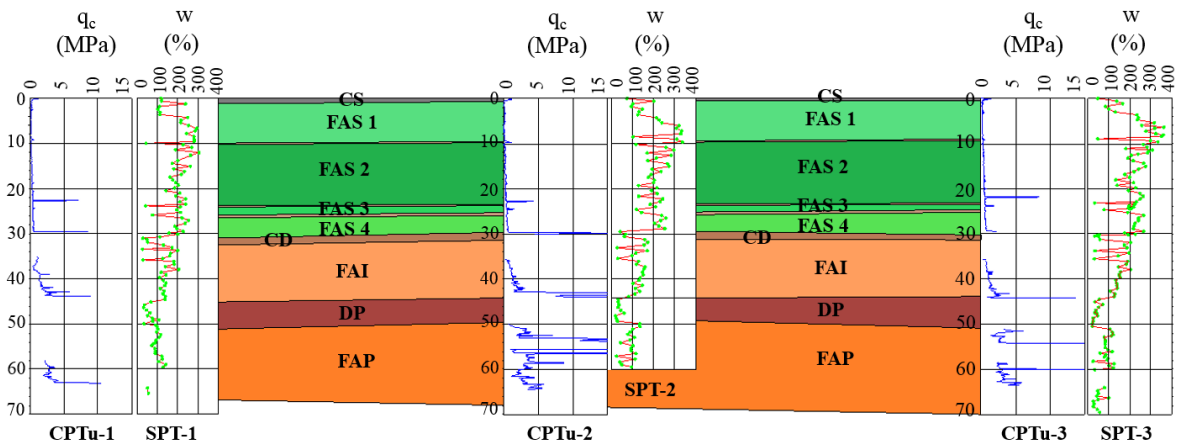 q_c w q_c w q_c w
(MPa) (%) (MPa) (%) (MPa) (%)
0 5 10 15 0 100 200 300 400 0 5 10 15 0 100 200 300 400 0 5 10 15 0 100 200 300 400
0 CS 0 CS 0
FAS 1 FAS 1
10 10 10
FAS 2 FAS 2
20 20 20
FAS 3 FAS 3
FAS 4 FAS 4
30 CD 30 CD 30
FAI FAI
40 40 40
DP DP
50 50 50
FAP FAP
60 60 60
SPT-2
70 70 70
CPTu-1 SPT-1 CPTu-2 CPTu-3 SPT-3